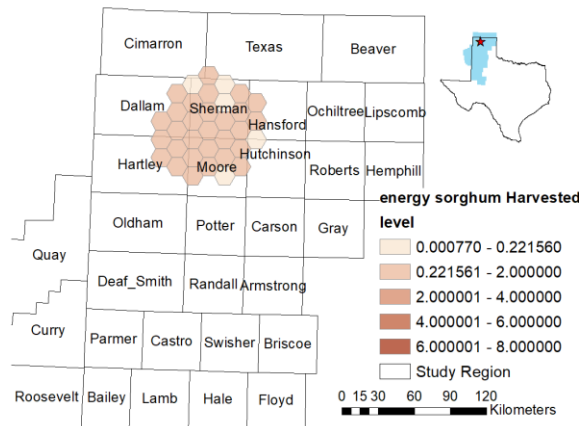 Cimarron Texas Beaver
Dallam Sherman Hansford Ochiltree Lipscomb
Hartley Moore Hutchinson Roberts Hemphill
Oldham Potter Carson Gray
Quay
Deaf_Smith Randall Armstrong
Curry Parmer Castro Swisher Briscoe
Roosevelt Bailey Lamb Hale Floyd
energy sorghum Harvested
level
0.000770 - 0.221560
0.221561 - 2.000000
2.000001 - 4.000000
4.000001 - 6.000000
6.000001 - 8.000000
Study Region
0 15 30 60 90 120
Kilometers